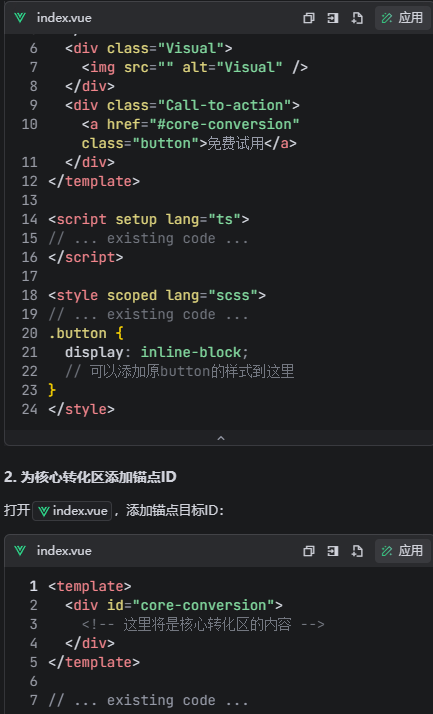 index.vue
应用
6 <div class="Visual">
7 <img src="" alt="Visual" />
8 </div>
9 <div class="Call-to-action">
10 <a href="#core-conversion"
class="button">免费试用</a>
11 </div>
12 </template>
13
14 <script setup lang="ts">
15 // ... existing code ...
16 </script>
17
18 <style scoped lang="scss">
19 // ... existing code ...
20 .button {
21 display: inline-block;
22 // 可以添加原button的样式到这里
23 }
24 </style>
2. 为核心转化区添加锚点ID
打开 index.vue ，添加锚点目标ID：
index.vue
应用
1 <template>
2 <div id="core-conversion">
3 <!-- 这里将是核心转化区的内容 -->
4 </div>
5 </template>
6
7 // ... existing code ...